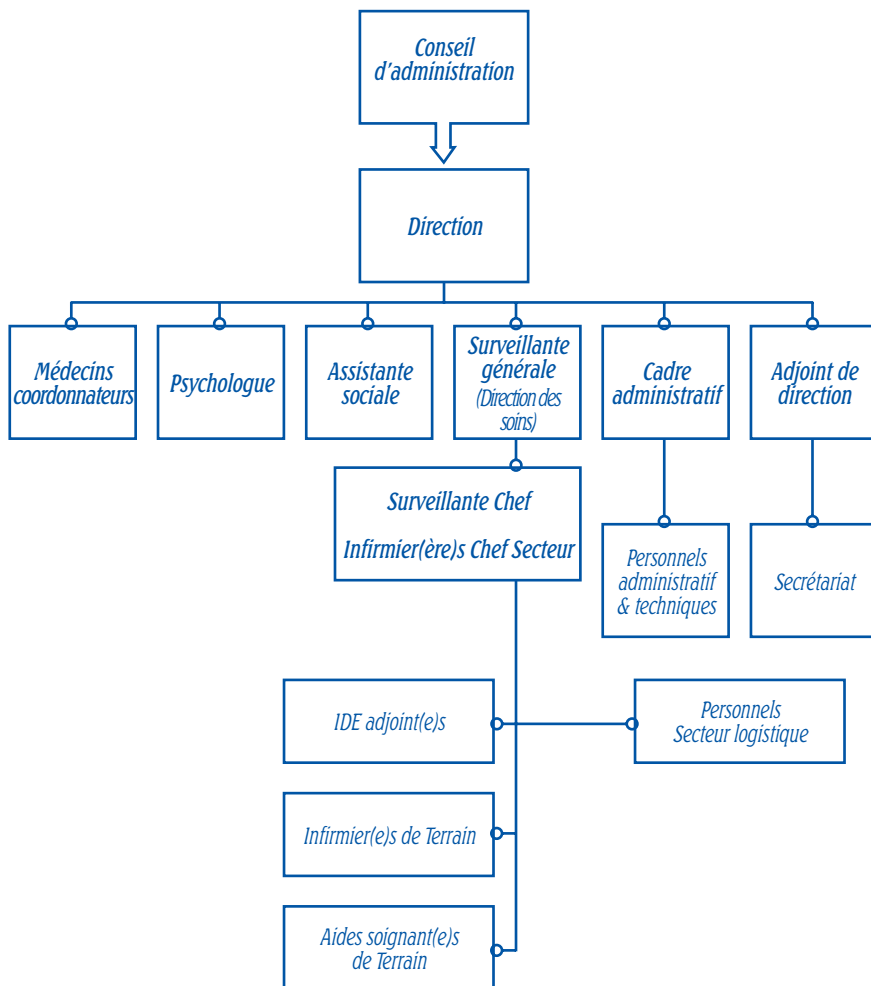 Conseil
d'administration
Direction
Médecins
coordonnateurs
Psychologue
Assistante
sociale
Surveillante
générale
(Direction des
soins)
Cadre
administratif
Adjoint de
direction
Surveillante Chef
Infirmier(ère)s Chef Secteur
Personnels
administratif
& techniques
Secrétariat
IDE adjoint(e)s
Personnels
Secteur logistique
Infirmier(e)s de Terrain
Aides soignant(e)s
de Terrain